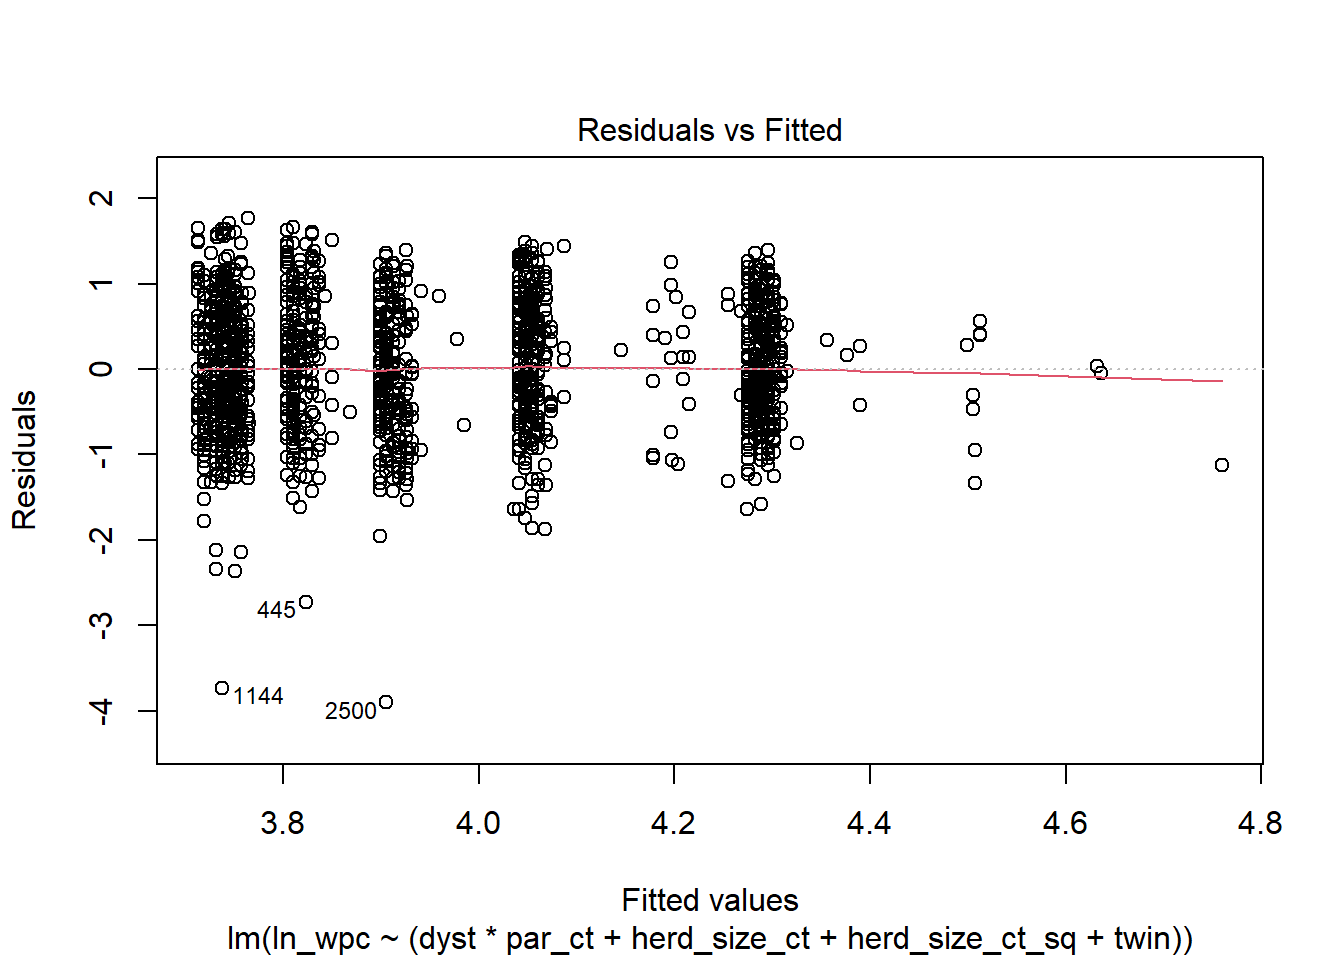 Residuals vs Fitted
Residuals
2
1
0
-1
-2
-3
-4
445
1144
2500
3.8 4.0 4.2 4.4 4.6 4.8
Fitted values
lm(ln_wpc ~ (dyst * par_ct + herd_size_ct + herd_size_ct_sq + twin))